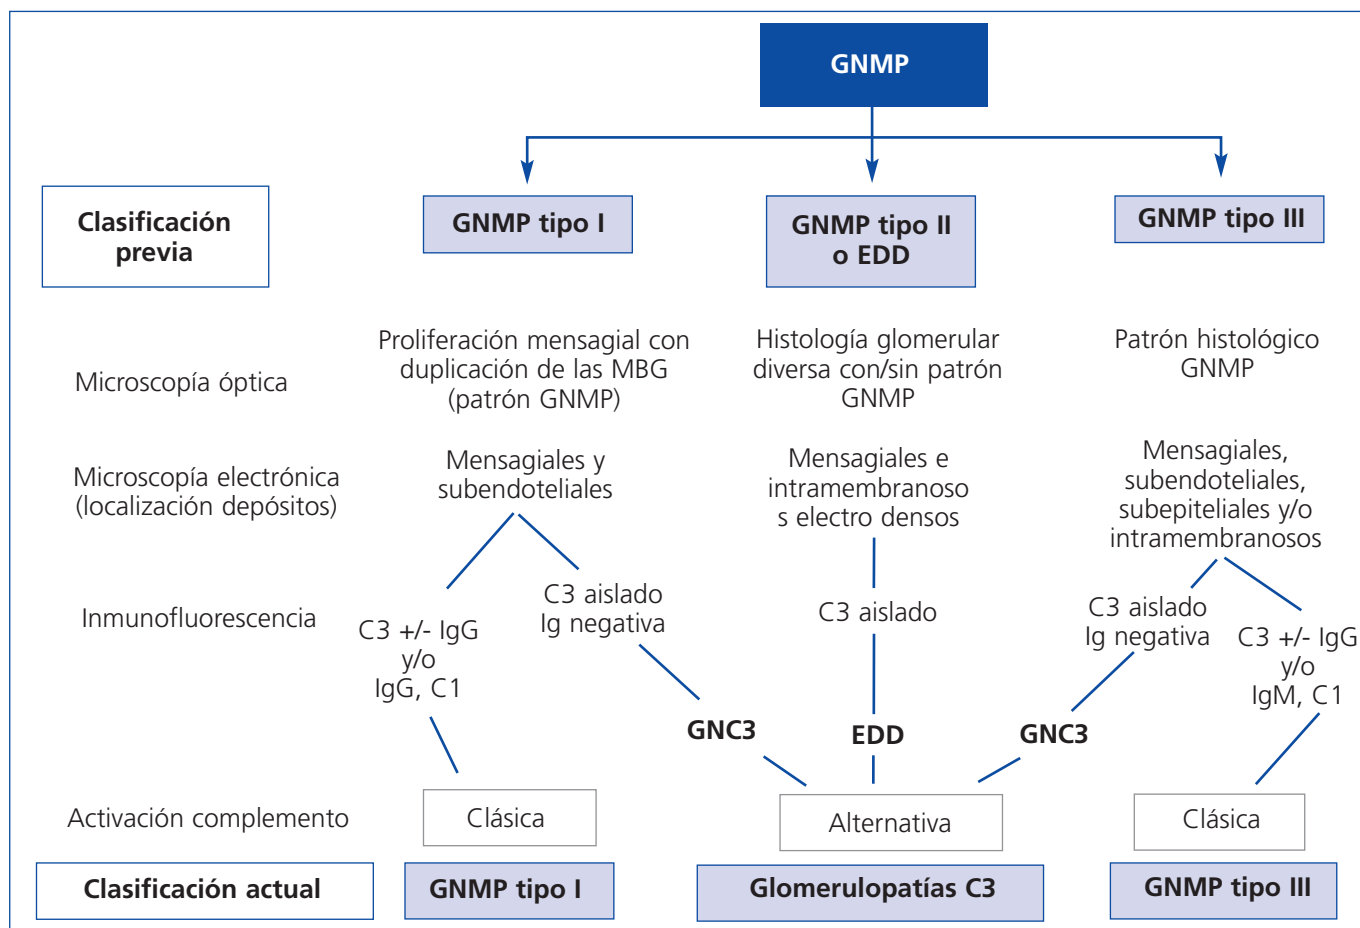 GNMP
Clasificación
previa
GNMP tipo I
GNMP tipo II
o EDD
GNMP tipo III
Microscopía óptica
Proliferación mensagial con
duplicación de las MBG
(patrón GNMP)
Histología glomerular
diversa con/sin patrón
GNMP
Patrón histológico
GNMP
Microscopía electrónica
(localización depósitos)
Mensagiales y
subendoteliales
Mensagiales e
intramembranoso
s electro densos
Mensagiales,
subendoteliales,
subepiteliales y/o
intramembranosos
Inmunofluorescencia
C3 +/- IgG
y/o
IgG, C1
C3 aislado
Ig negativa
C3 aislado
C3 aislado
Ig negativa
C3 +/- IgG
y/o
IgM, C1
GNC3
EDD
GNC3
Activación complemento
Clásica
Alternativa
Clásica
Clasificación actual
GNMP tipo I
Glomerulopatías C3
GNMP tipo III